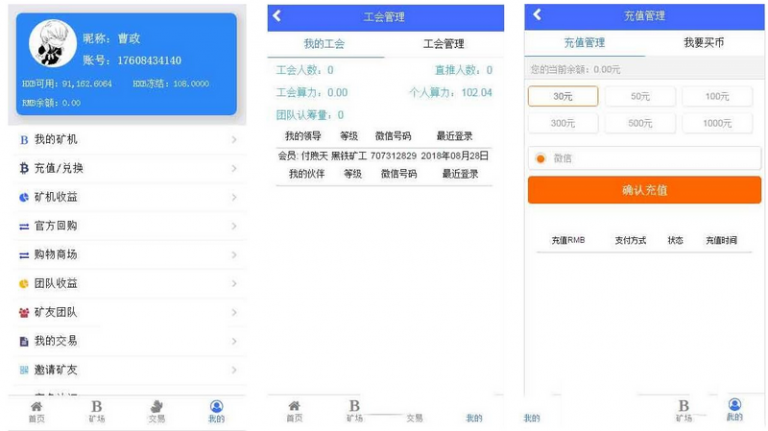 昵称：曹政
账号：17608434140
HXB可用：91,162.6064 HXB冻结：108.0000
RMB余额：0.00
我的矿机
充值/兑换
矿机收益
官方回购
购物商场
团队收益
矿友团队
我的交易
邀请矿友
首页 矿场 交易 我的
工会管理
我的工会 工会管理
工会人数：0 直推人数：0
工会算力：0.00 个人算力：102.04
团队认筹量：0
我的领导 等级 微信号码 最近登录
会员: 付煦天 黑铁矿工 707312829 2018年08月28日
我的伙伴 等级 微信号码 最近登录
首页 矿场 交易 我的
充值管理
充值管理 我要买币
您的当前余额：0.00元
30元 50元 100元
300元 500元 1000元
微信
确认充值
充值RMB 支付方式 状态 充值时间
我的 矿场 我的